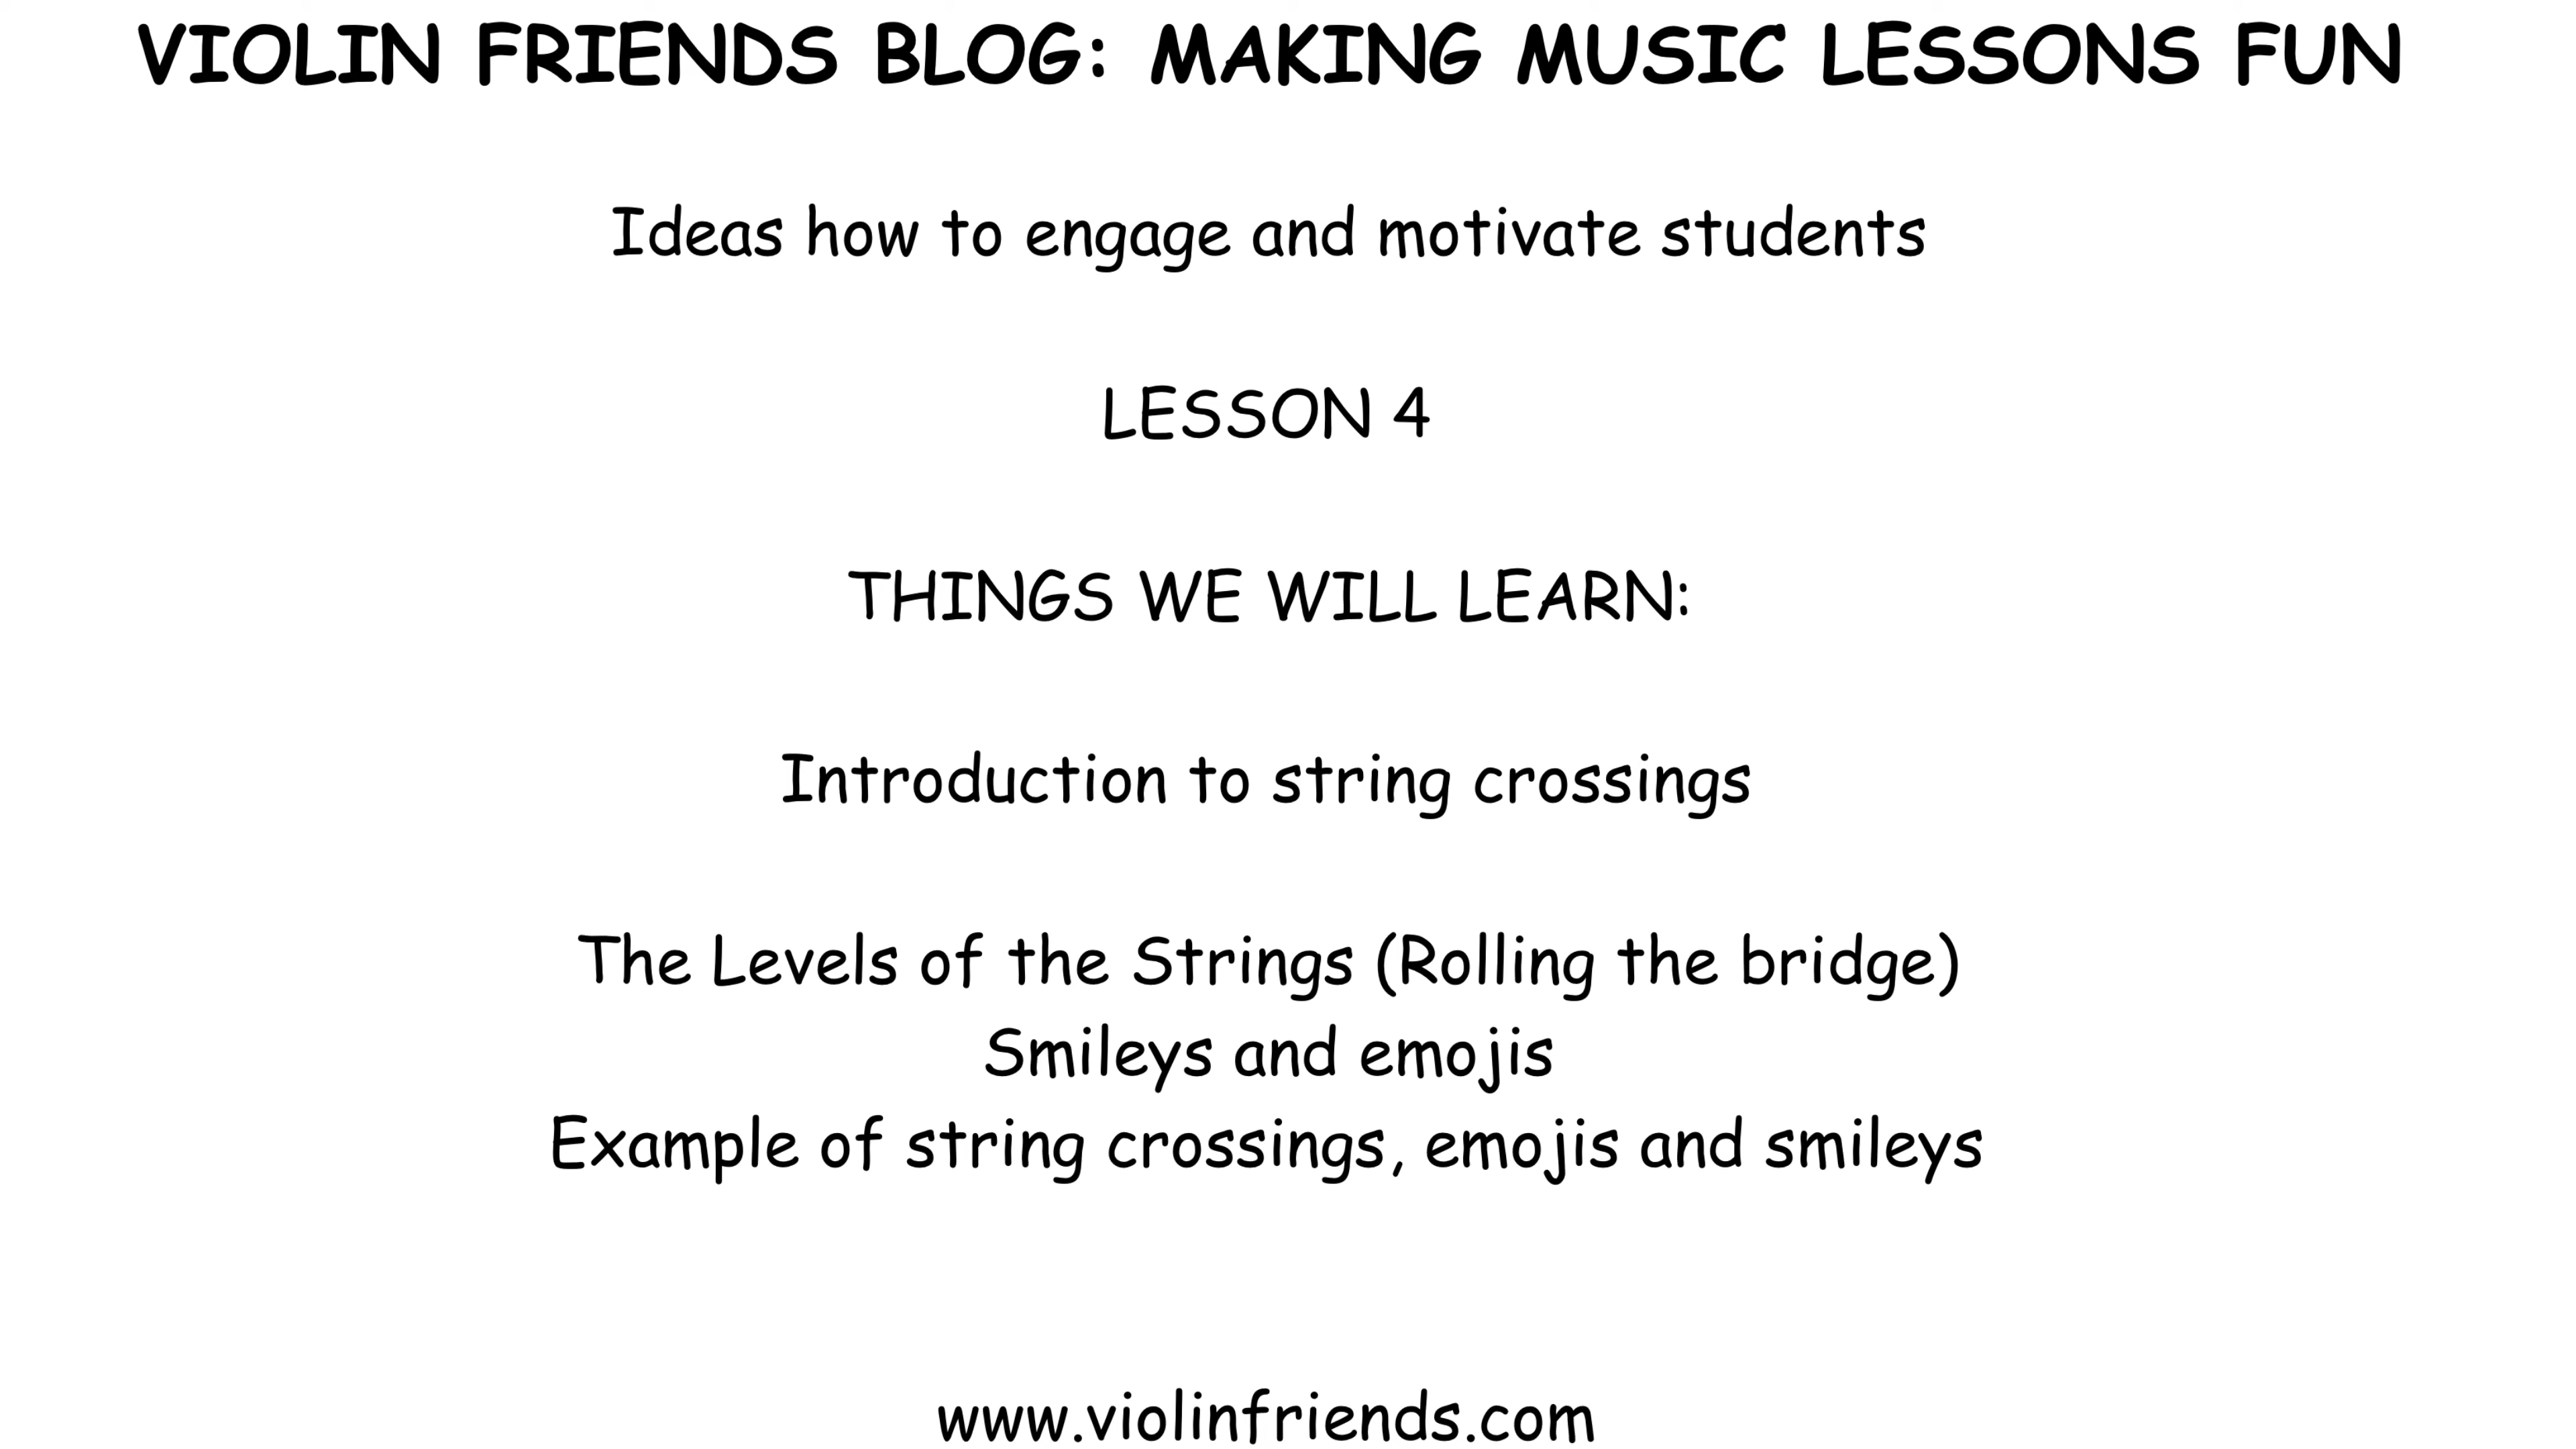 VIOLIN FRIENDS BLOG: MAKING MUSIC LESSONS FUN
Ideas how to engage and motivate students
LESSON 4
THINGS WE WILL LEARN:
Introduction to string crossings
The Levels of the Strings (Rolling the bridge)
Smileys and emojis
Example of string crossings, emojis and smileys
www.violinfriends.com